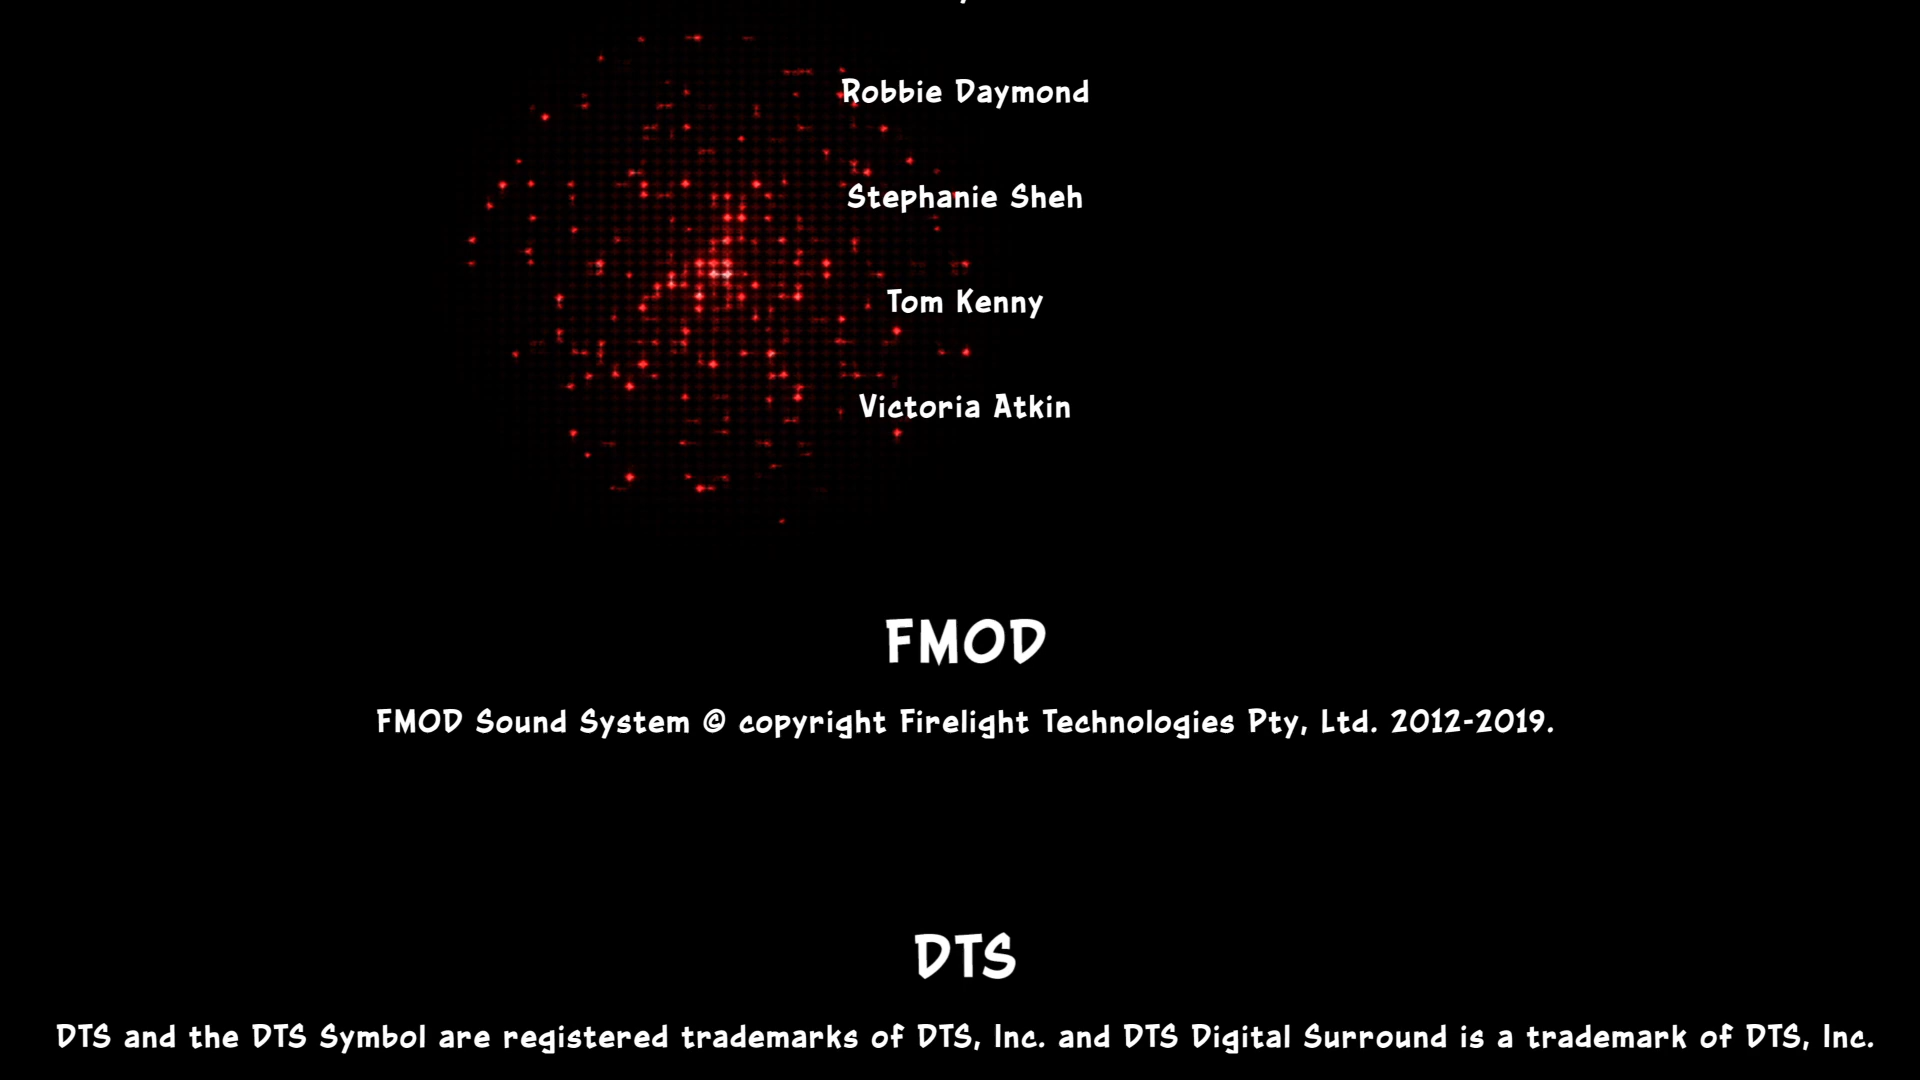 Robbie Daymond
Stephanie Sheh
Tom Kenny
Victoria Atkin
FMOD
FMOD Sound System © copyright Firelight Technologies Pty, Ltd. 2012-2019.
DTS
DTS and the DTS Symbol are registered trademarks of DTS, Inc. and DTS Digital Surround is a trademark of DTS, Inc.